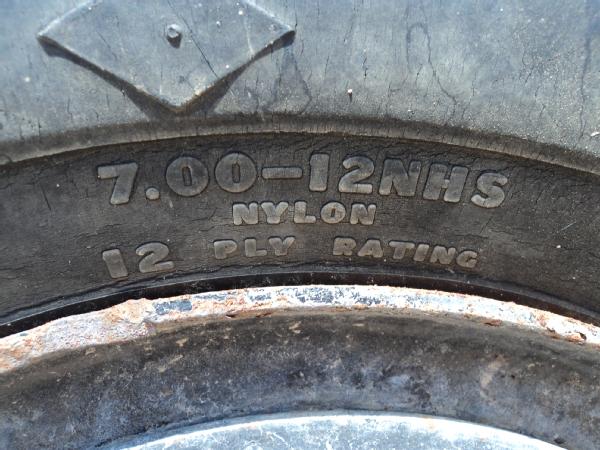 7.00-12NHS
NYLON
12 PLY RATING